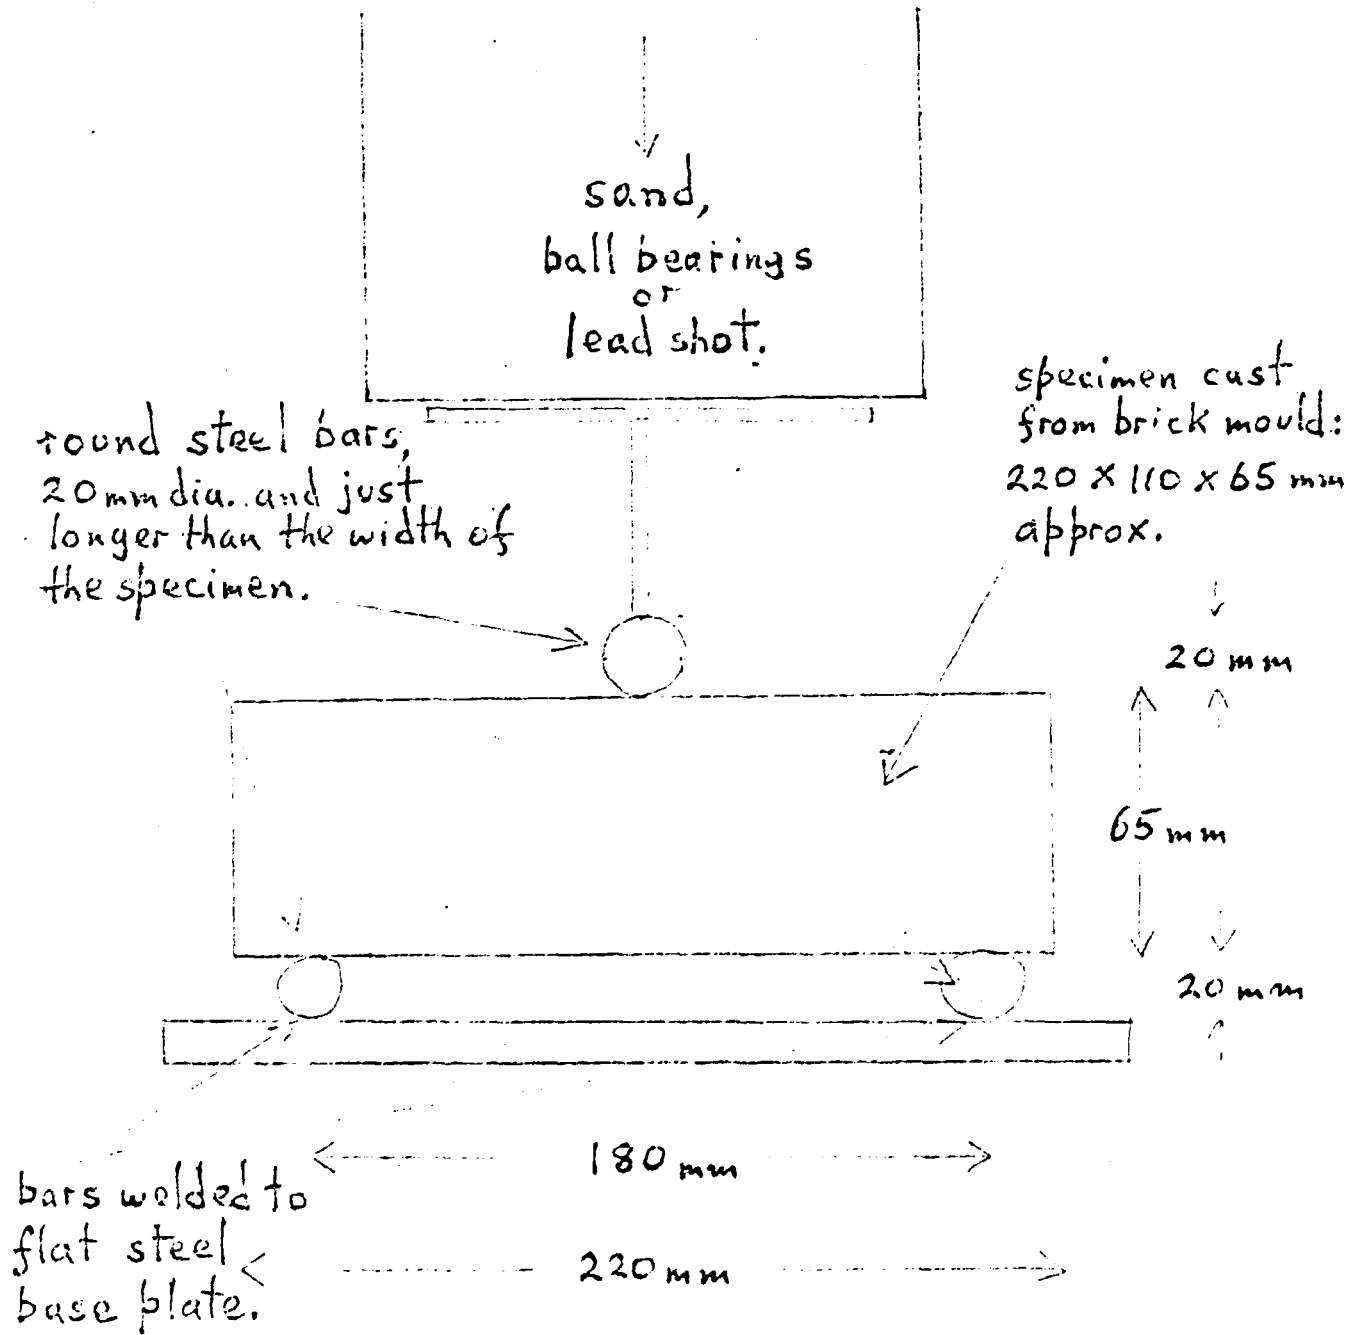 sand,
ball bearings
or
lead shot.
round steel bars,
20mm dia. and just
longer than the width of
the specimen.
specimen cast
from brick mould:
220 X 110 X 65 mm
approx.
20 mm
65 mm
20 mm
180 mm
220 mm
bars welded to
flat steel
base plate.